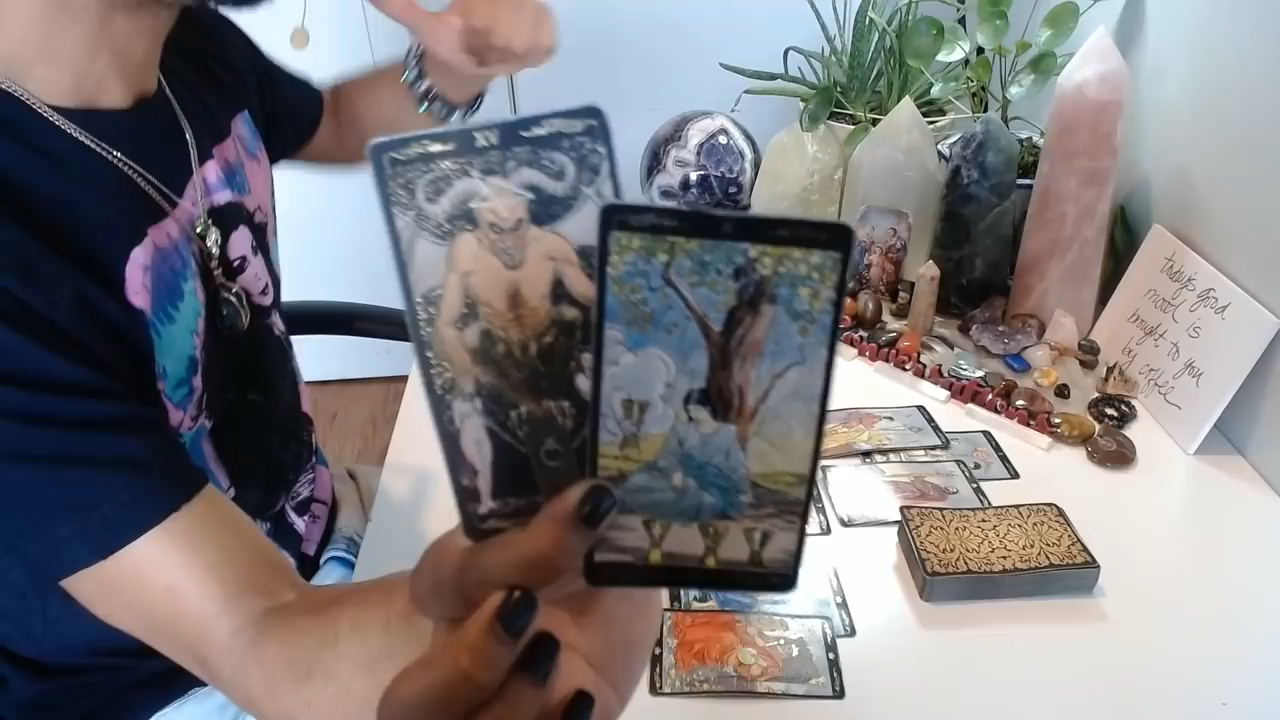 XV
today's good
mood is
brought to you
by coffee